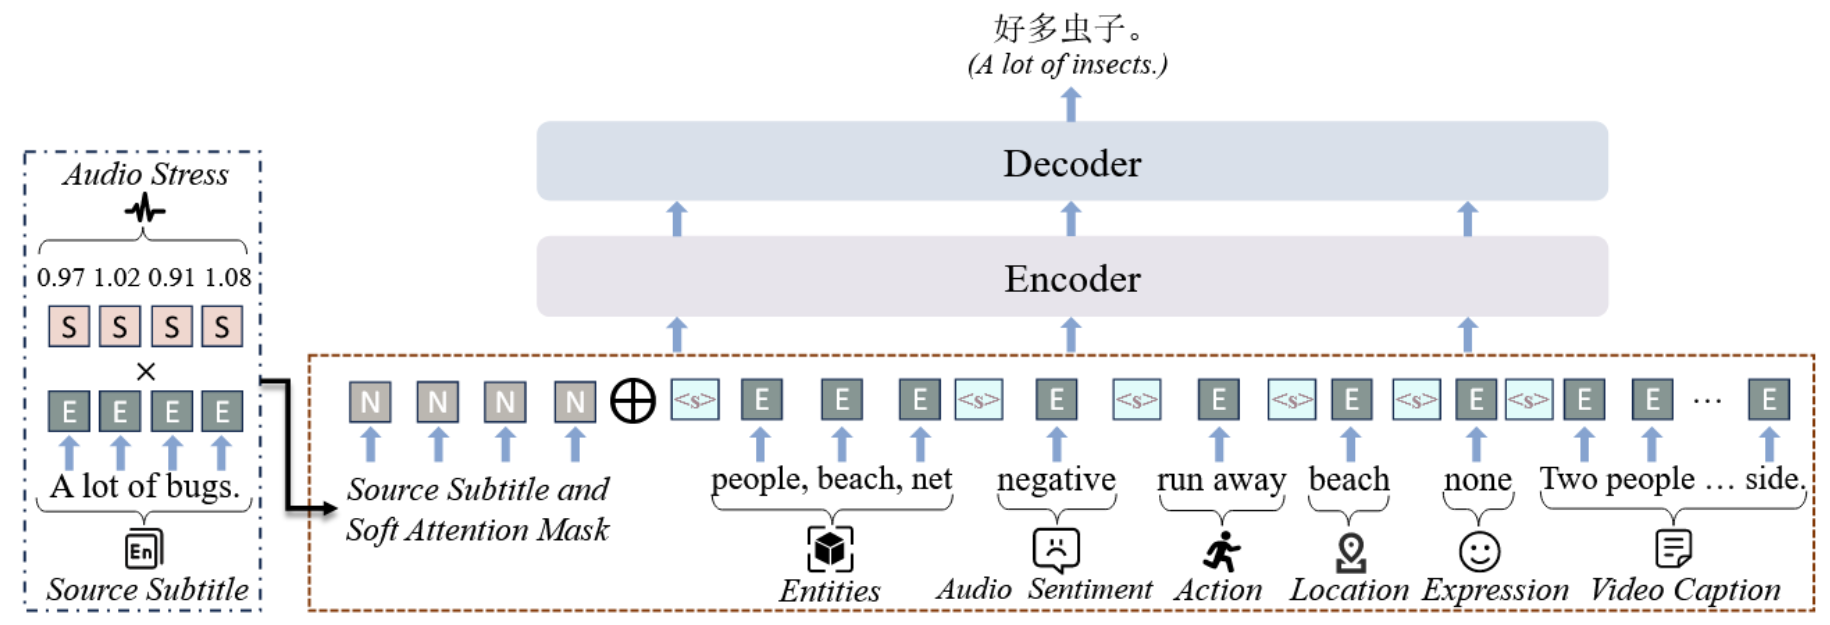 好多虫子。
(A lot of insects.)
Decoder
Encoder
Audio Stress
0.97 1.02 0.91 1.08
S S S S
×
E E E E
A lot of bugs.
En
Source Subtitle
N N N N <s> E E E <s> E <s> E <s> E <s> E <s> E E ... E
Source Subtitle and
Soft Attention Mask
people, beach, net
negative
run away
beach
none
Two people ... side.
Entities
Audio Sentiment
Action
Location
Expression
Video Caption